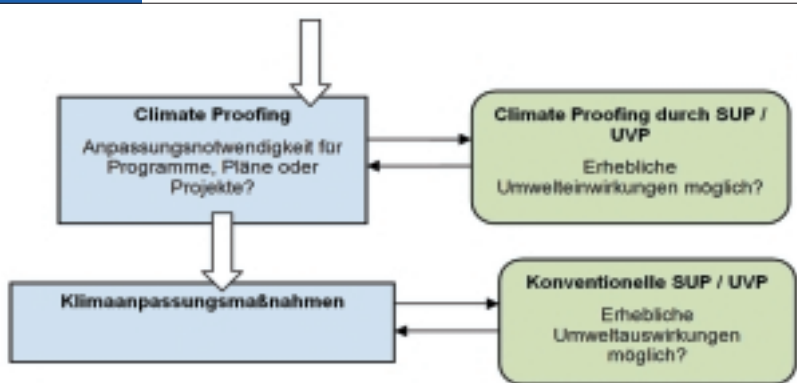 Climate Proofing
Anpassungsnotwendigkeit für
Programme, Pläne oder
Projekte?
Climate Proofing durch SUP /
UVP
Erhebliche
Umwelteinwirkungen möglich?
Klimaanpassungsmaßnahmen
Konventionelle SUP / UVP
Erhebliche
Umweltauswirkungen
möglich?